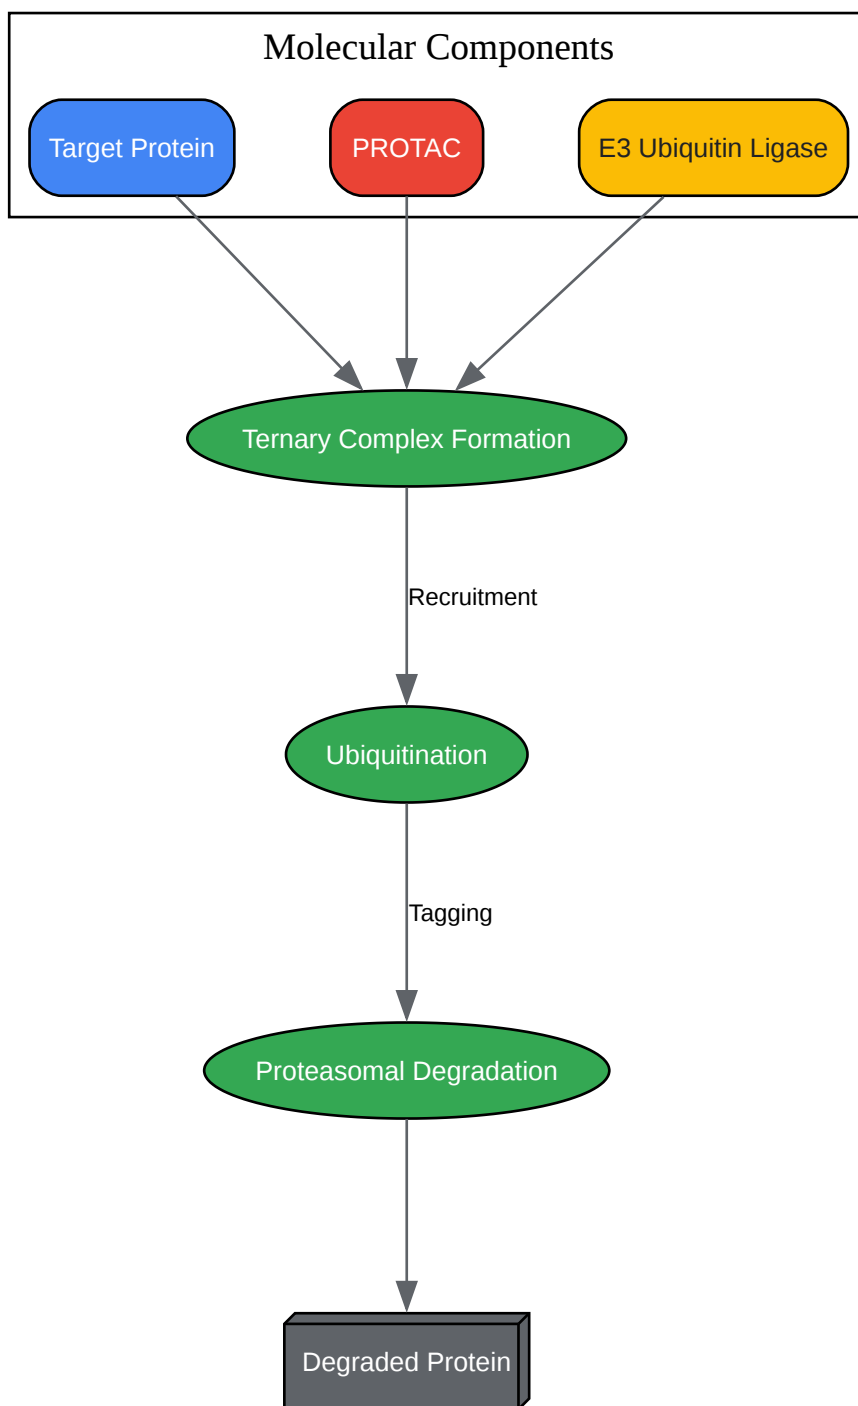 Molecular Components
Target Protein
PROTAC
E3 Ubiquitin Ligase
Ternary Complex Formation
Recruitment
Ubiquitination
Tagging
Proteasomal Degradation
Degraded Protein